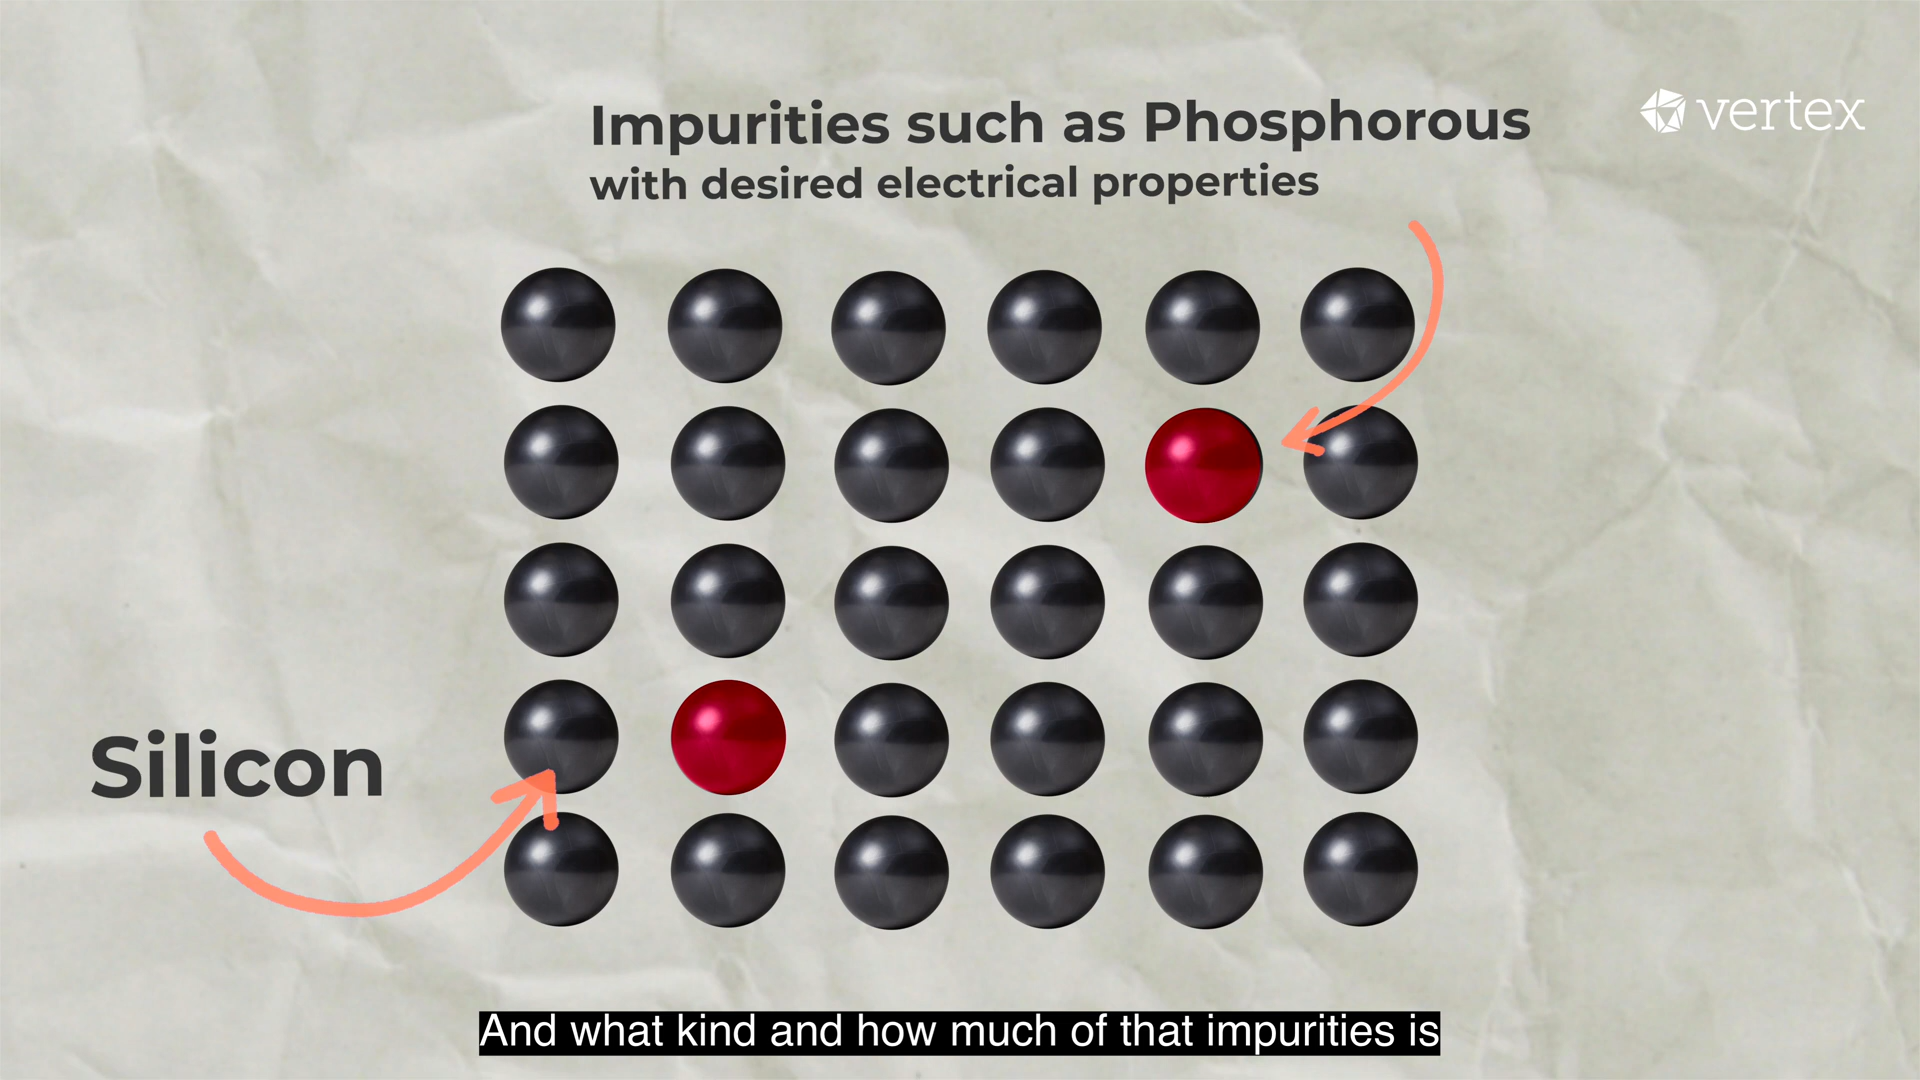 Impurities such as Phosphorous
with desired electrical properties
vertex
Silicon
And what kind and how much of that impurities is